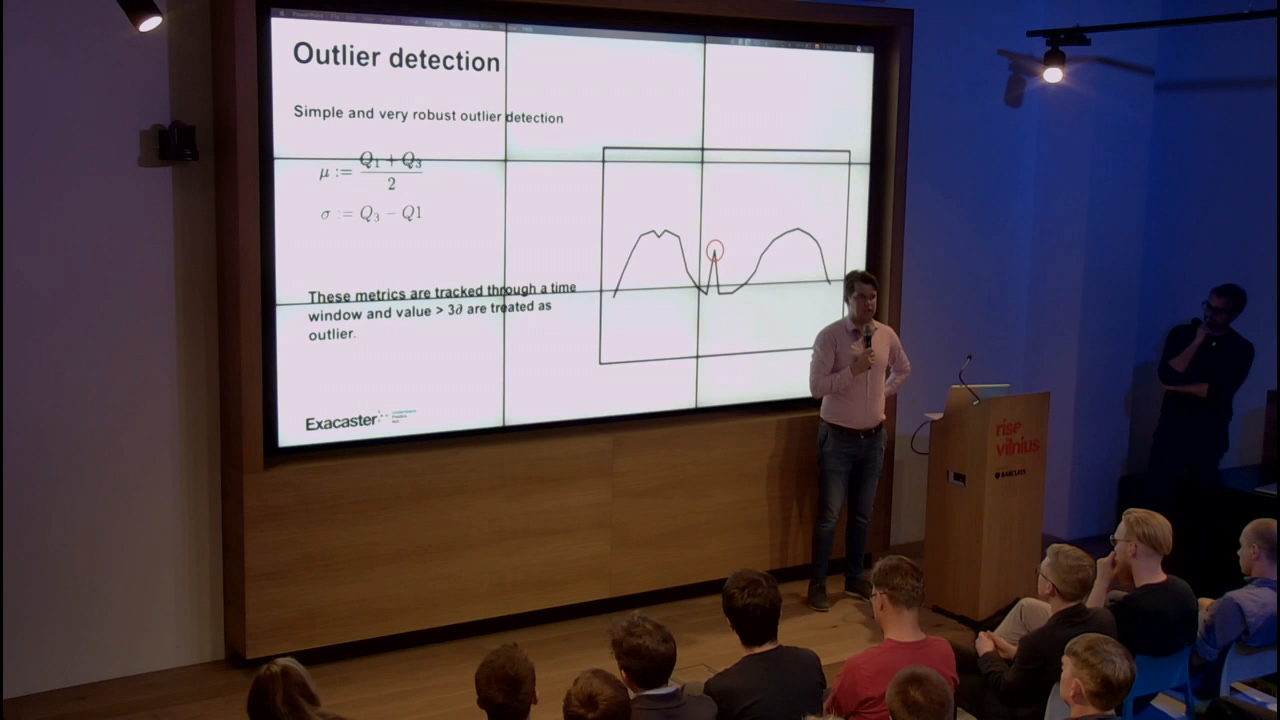 Outlier detection
Simple and very robust outlier detection
μ := (Q₁ + Q₃) / 2
σ := Q₃ − Q1
These metrics are tracked through a time
window and value > 3∂ are treated as
outlier.
Exacaster
rise
vilnius
BARCLAYS